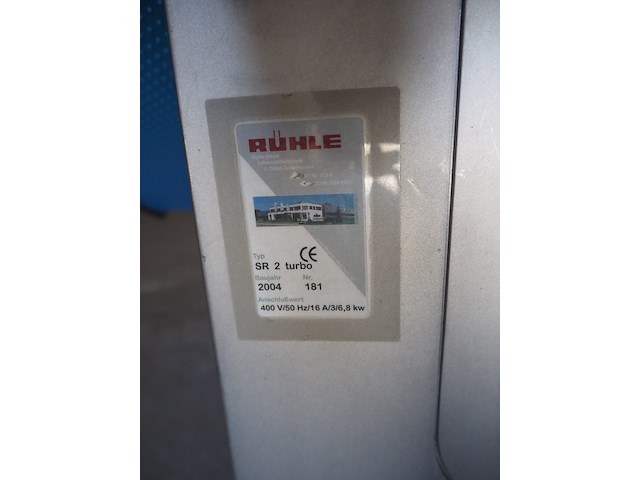 RÜHLE
Typ
SR 2 turbo
CE
Baujahr Nr.
2004 181
Anschlußwert
400 V/50 Hz/16 A/3/6,8 kw